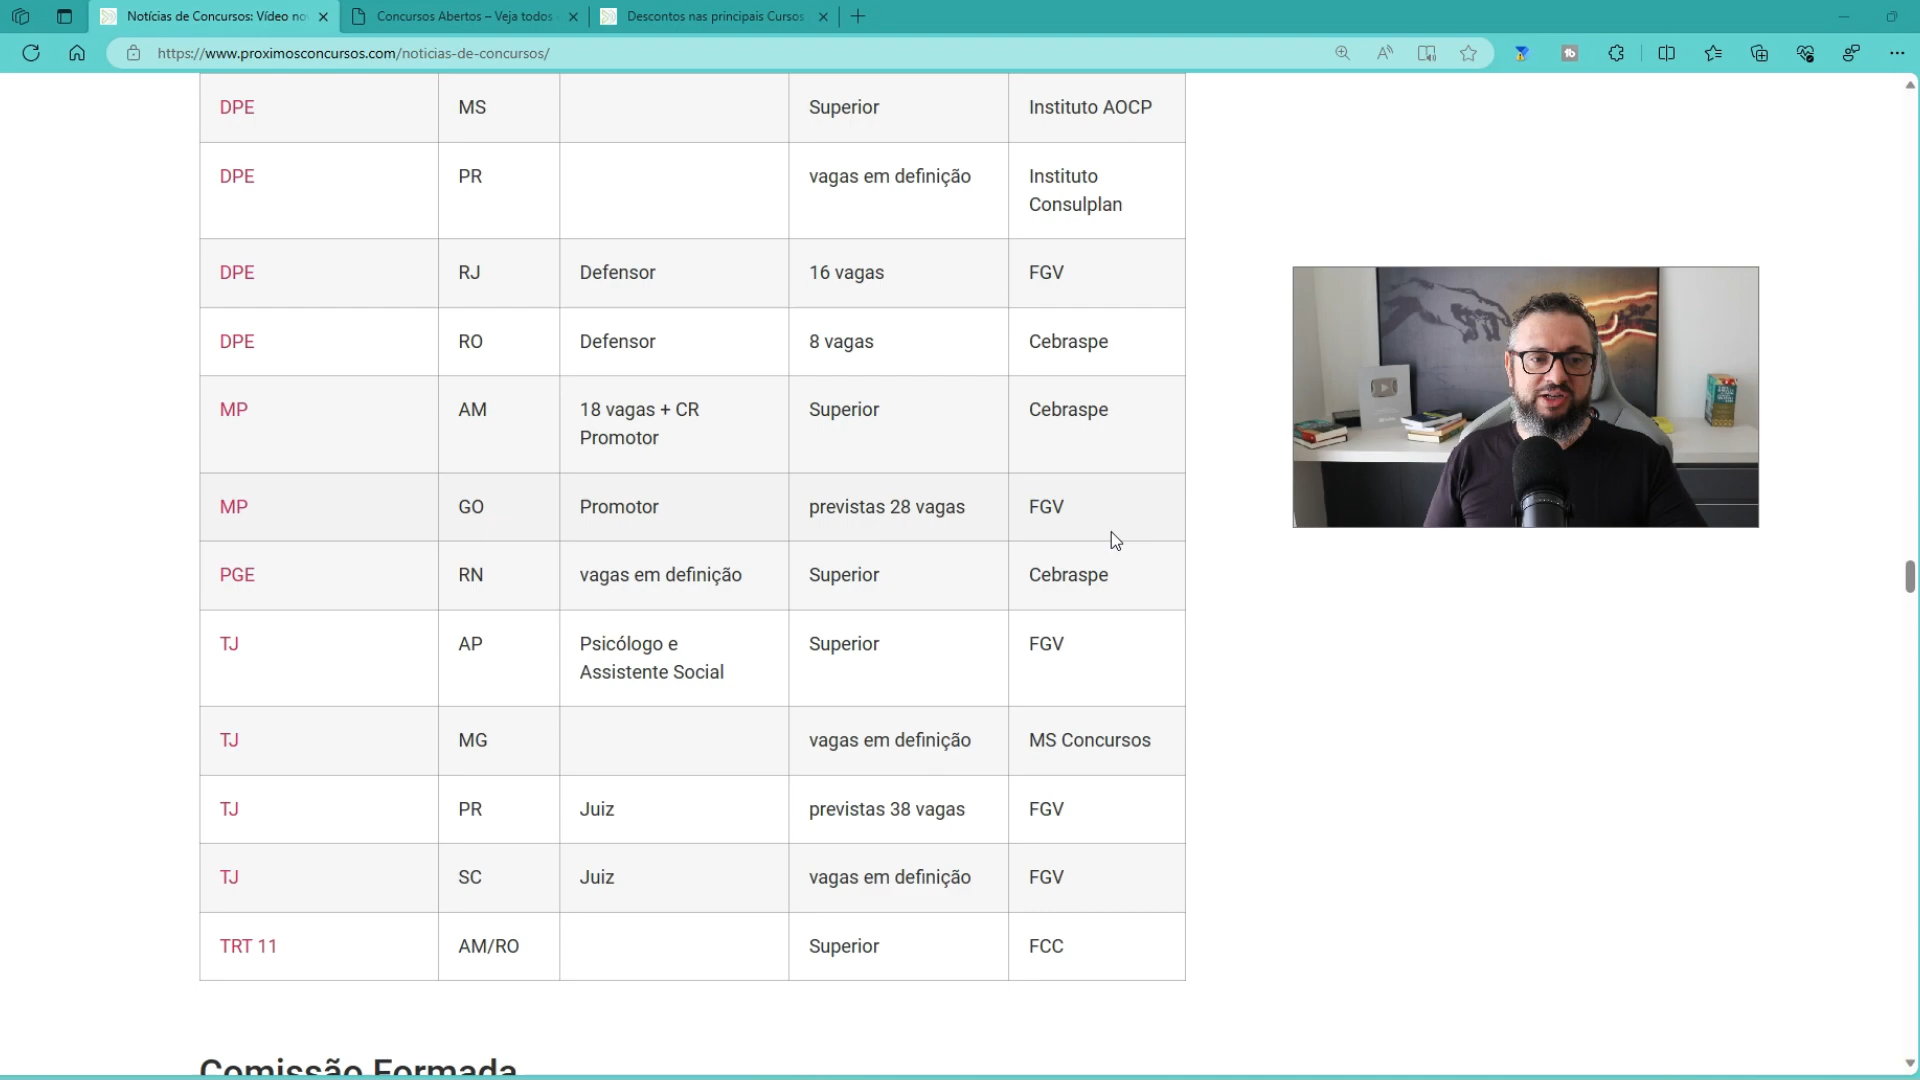 Notícias de Concursos: Vídeo no
Concursos Abertos – Veja todos
Descontos nas principais Cursos
https://www.proximosconcursos.com/noticias-de-concursos/
DPE MS Superior Instituto AOCP
DPE PR vagas em definição Instituto
Consulplan
DPE RJ Defensor 16 vagas FGV
DPE RO Defensor 8 vagas Cebraspe
MP AM 18 vagas + CR Superior Cebraspe
Promotor
MP GO Promotor previstas 28 vagas FGV
PGE RN vagas em definição Superior Cebraspe
TJ AP Psicólogo e Superior FGV
Assistente Social
TJ MG vagas em definição MS Concursos
TJ PR Juiz previstas 38 vagas FGV
TJ SC Juiz vagas em definição FGV
TRT 11 AM/RO Superior FCC
Comissão Formada